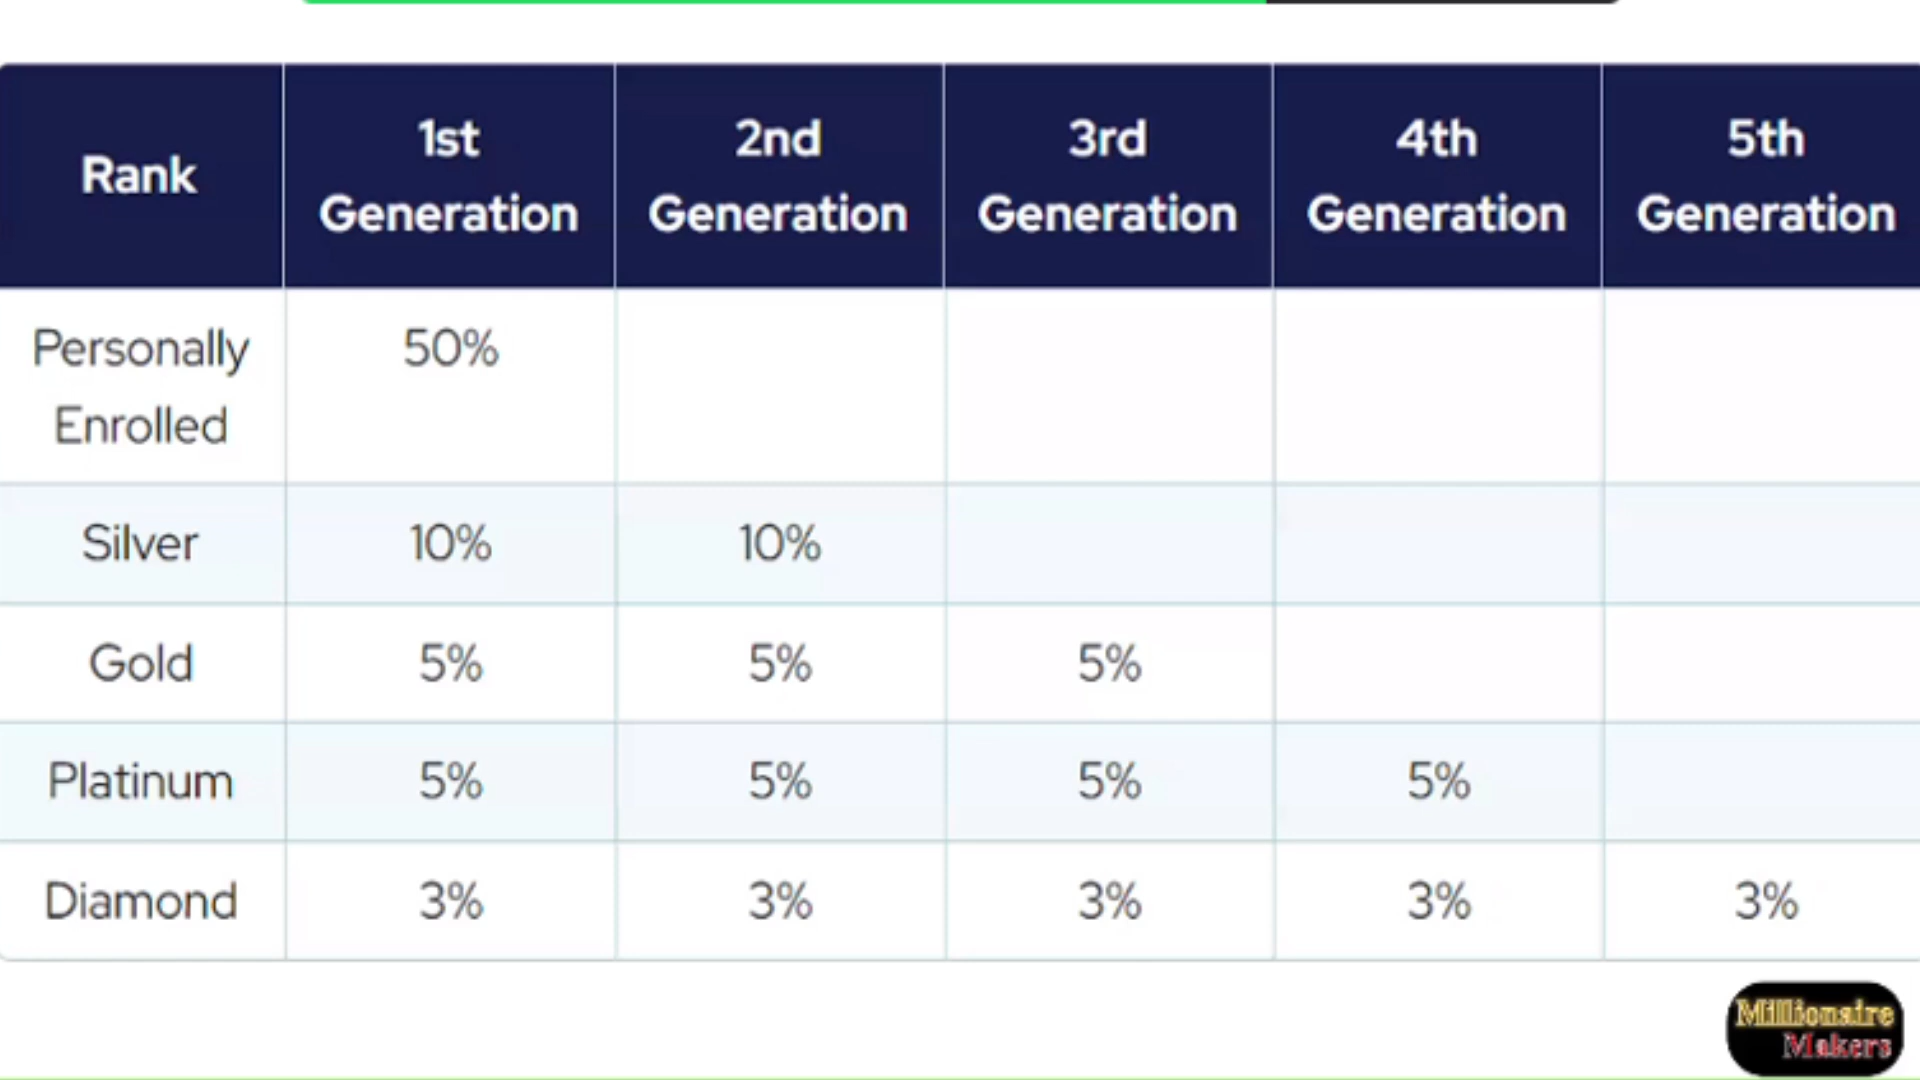 Rank
1st
Generation
2nd
Generation
3rd
Generation
4th
Generation
5th
Generation
Personally
Enrolled
50%
Silver
10%
10%
Gold
5%
5%
5%
Platinum
5%
5%
5%
5%
Diamond
3%
3%
3%
3%
3%
Millionaire
Makers